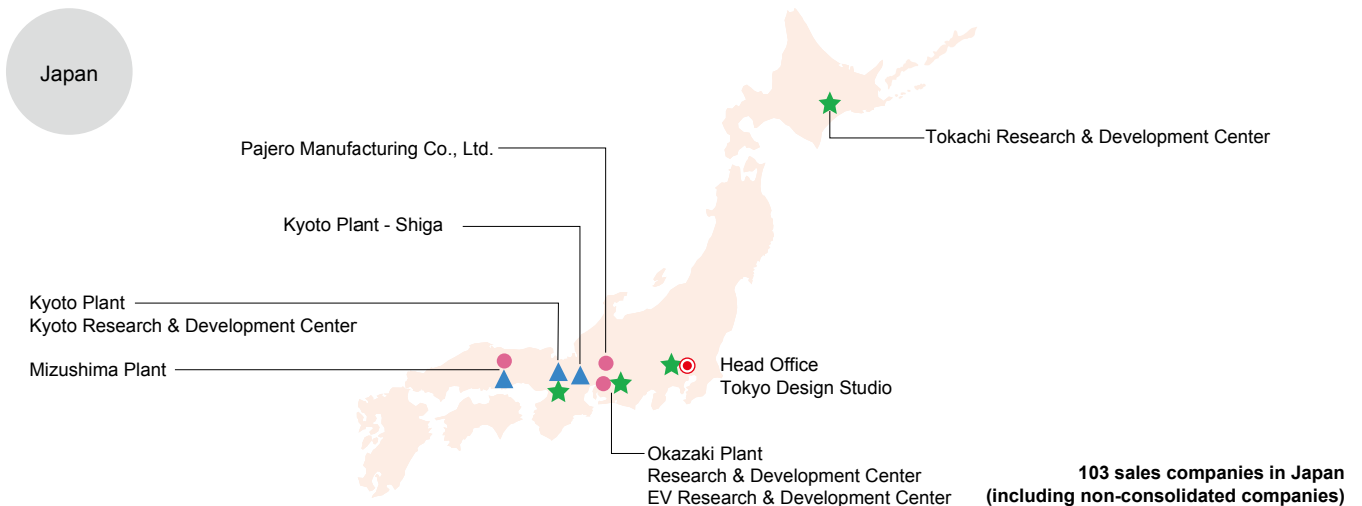 Japan
Tokachi Research & Development Center
Pajero Manufacturing Co., Ltd.
Kyoto Plant - Shiga
Kyoto Plant
Kyoto Research & Development Center
Mizushima Plant
Head Office
Tokyo Design Studio
Okazaki Plant
Research & Development Center
EV Research & Development Center
103 sales companies in Japan
(including non-consolidated companies)